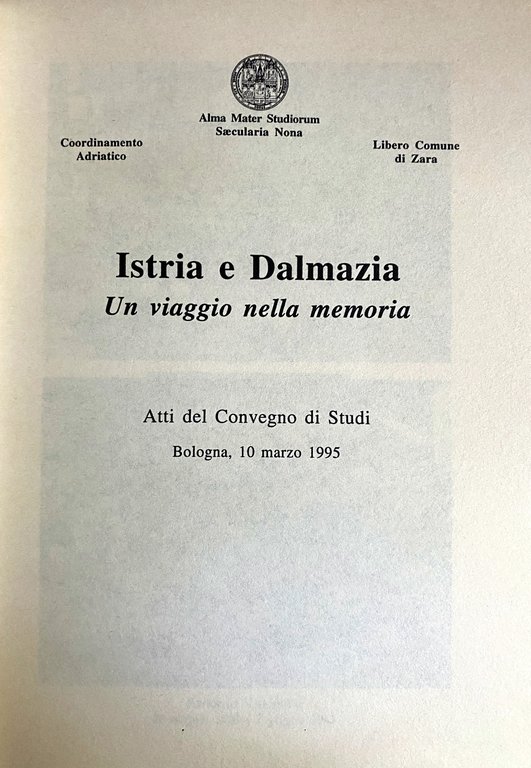 Alma Mater Studiorum
Sæcularia Nona
Coordinamento
Adriatico
Libero Comune
di Zara
Istria e Dalmazia
Un viaggio nella memoria
Atti del Convegno di Studi
Bologna, 10 marzo 1995